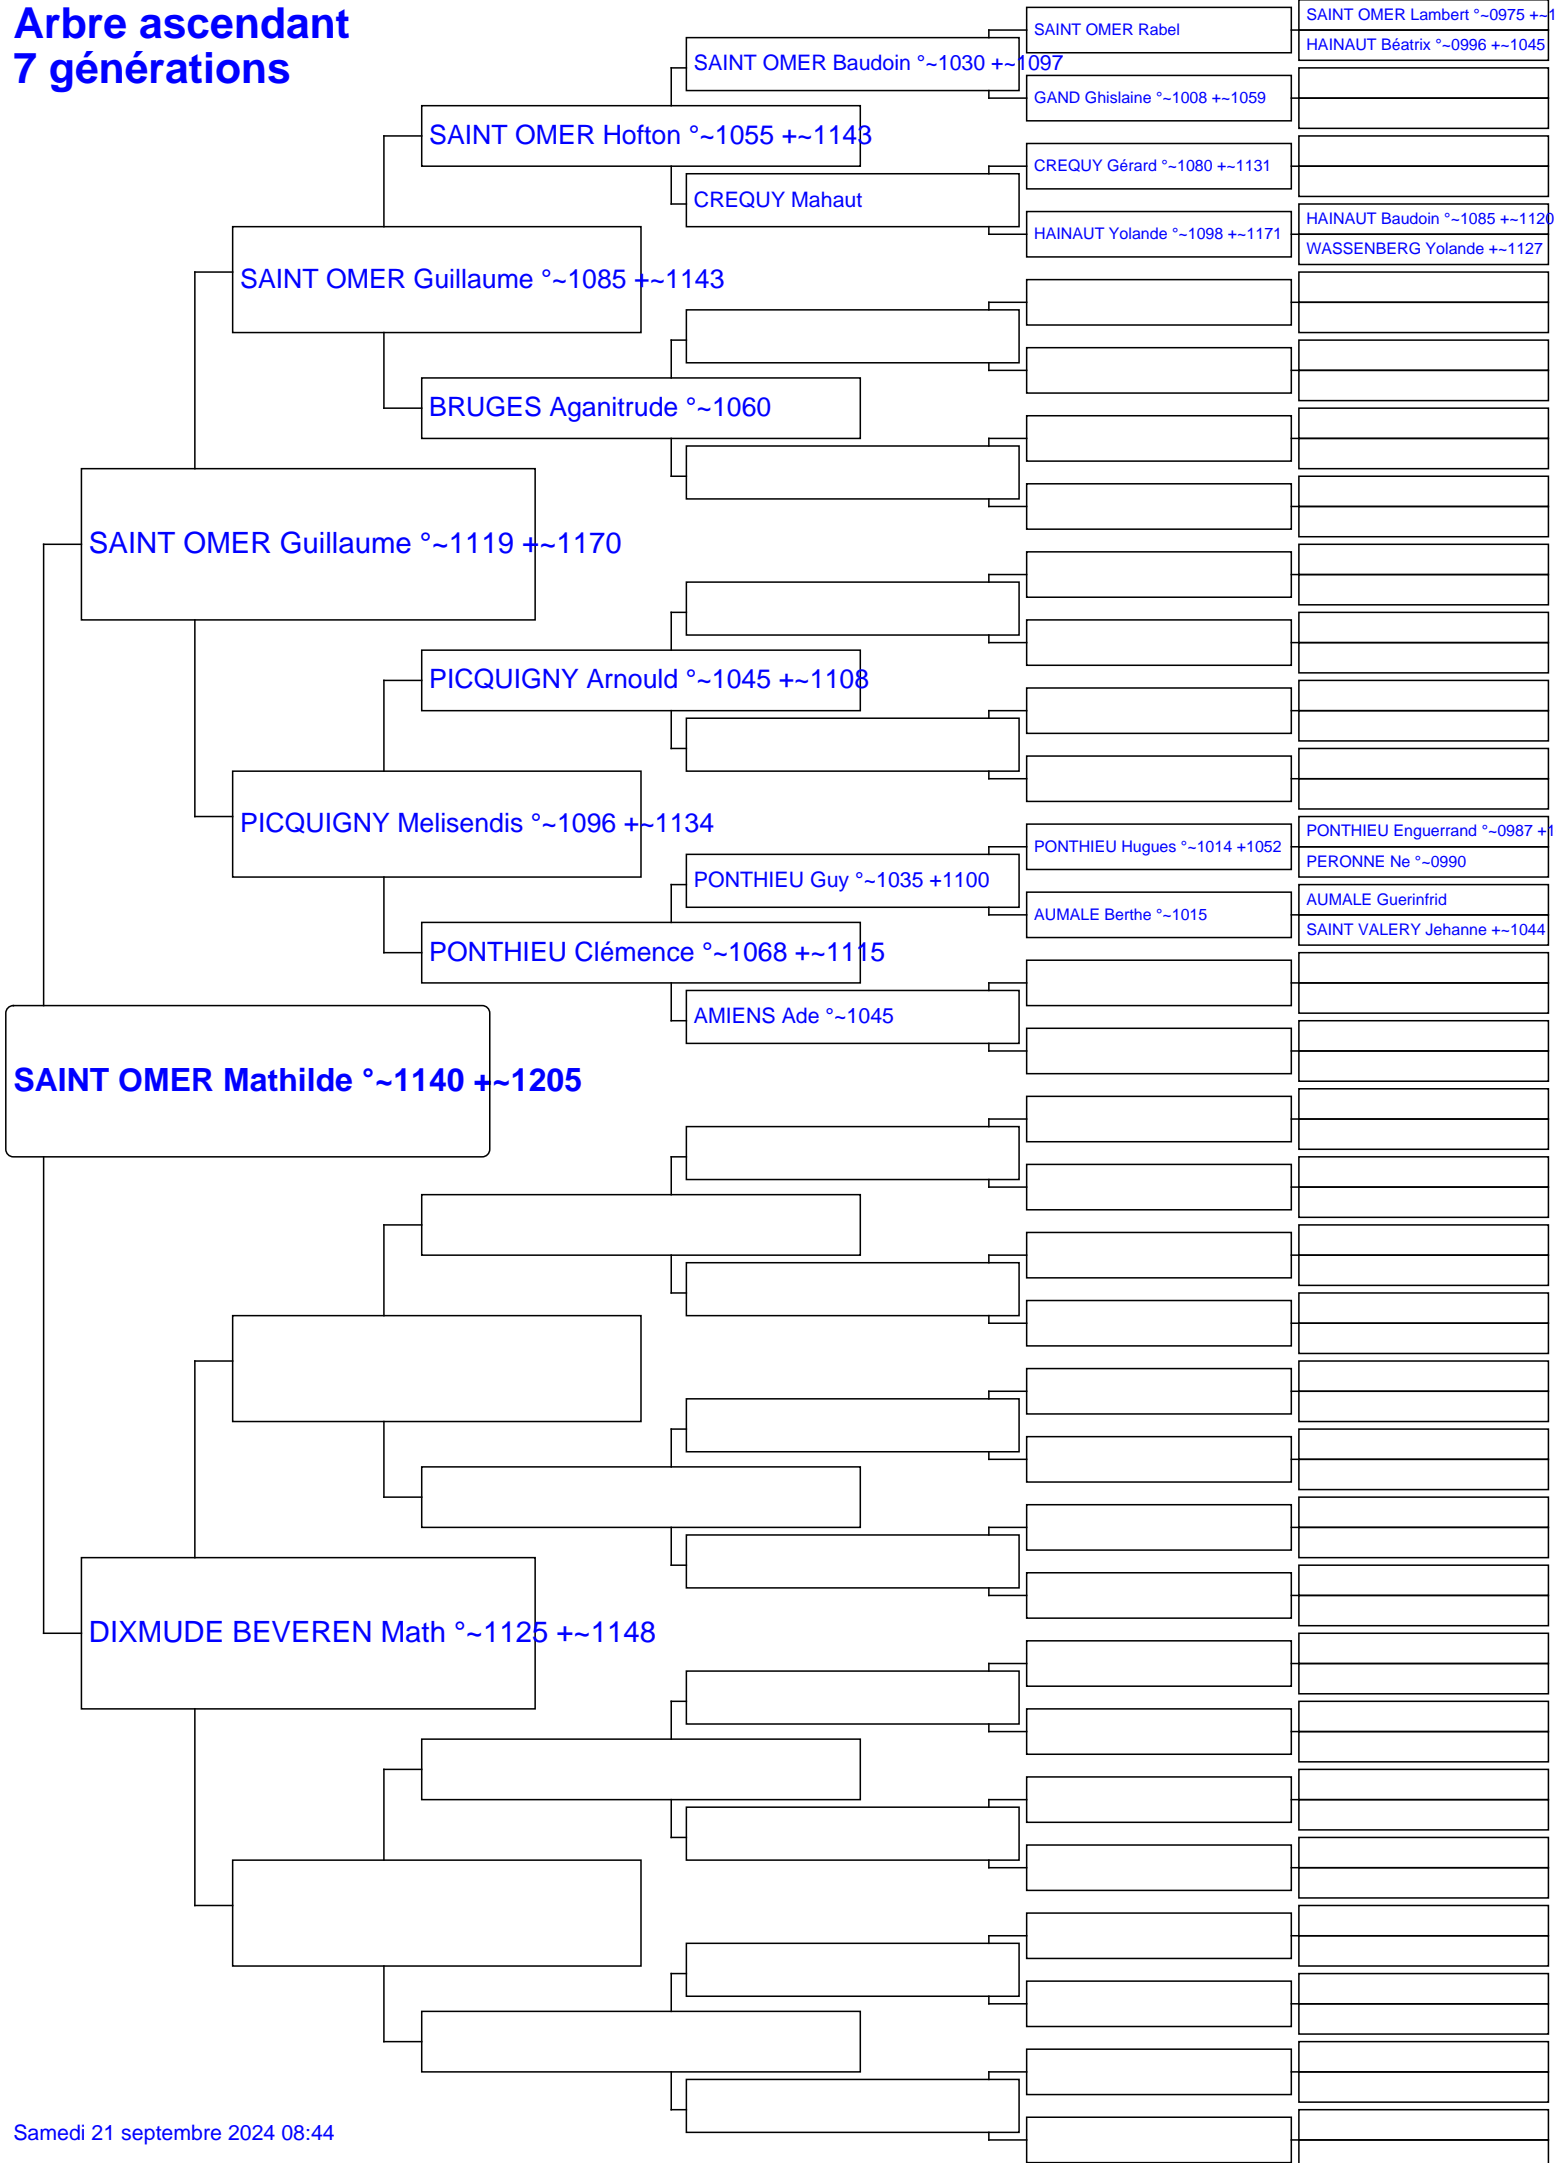 Arbre ascendant
7 générations
SAINT OMER Lambert °~0975 +~1
SAINT OMER Rabel
HAINAUT Béatrix °~0996 +~1045
SAINT OMER Baudoin °~1030 +~1097
GAND Ghislaine °~1008 +~1059
SAINT OMER Hofton °~1055 +~1143
CREQUY Gérard °~1080 +~1131
CREQUY Mahaut
HAINAUT Baudoin °~1085 +~1120
HAINAUT Yolande °~1098 +~1171
WASSENBERG Yolande +~1127
SAINT OMER Guillaume °~1085 +~1143
BRUGES Aganitrude °~1060
SAINT OMER Guillaume °~1119 +~1170
PICQUIGNY Arnould °~1045 +~1108
PICQUIGNY Melisendis °~1096 +~1134
PONTHIEU Enguerrand °~0987 +1
PONTHIEU Hugues °~1014 +1052
PERONNE Ne °~0990
PONTHIEU Guy °~1035 +1100
AUMALE Guerinfrid
AUMALE Berthe °~1015
SAINT VALERY Jehanne +~1044
PONTHIEU Clémence °~1068 +~1115
AMIENS Ade °~1045
SAINT OMER Mathilde °~1140 +~1205
DIXMUDE BEVEREN Math °~1125 +~1148
Samedi 21 septembre 2024 08:44